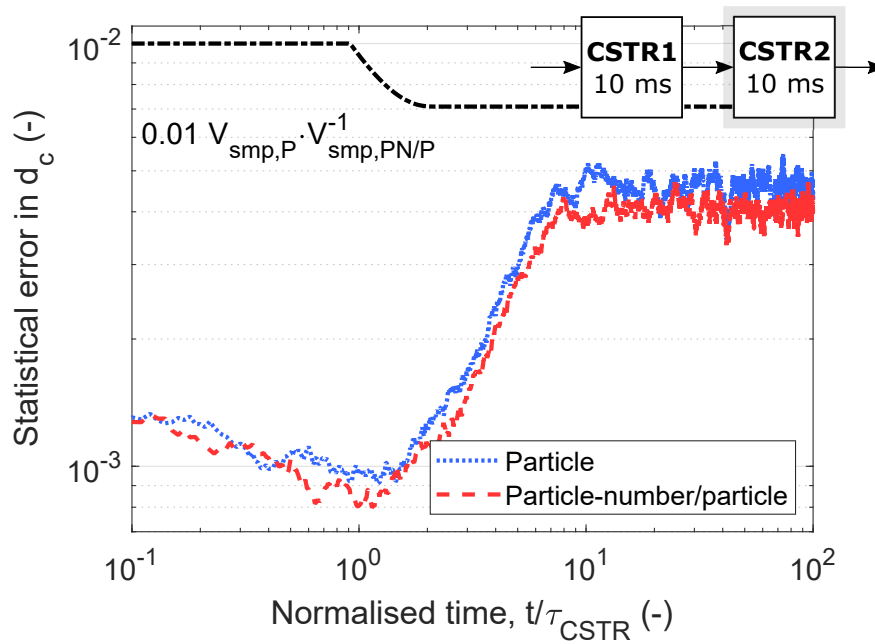 CSTR1
10 ms
CSTR2
10 ms
0.01 V_smp,P · V^-1_smp,PN/P
Statistical error in d_c (-)
10^-2
10^-3
Particle
Particle-number/particle
10^-1 10^0 10^1 10^2
Normalised time, t/τ_CSTR (-)